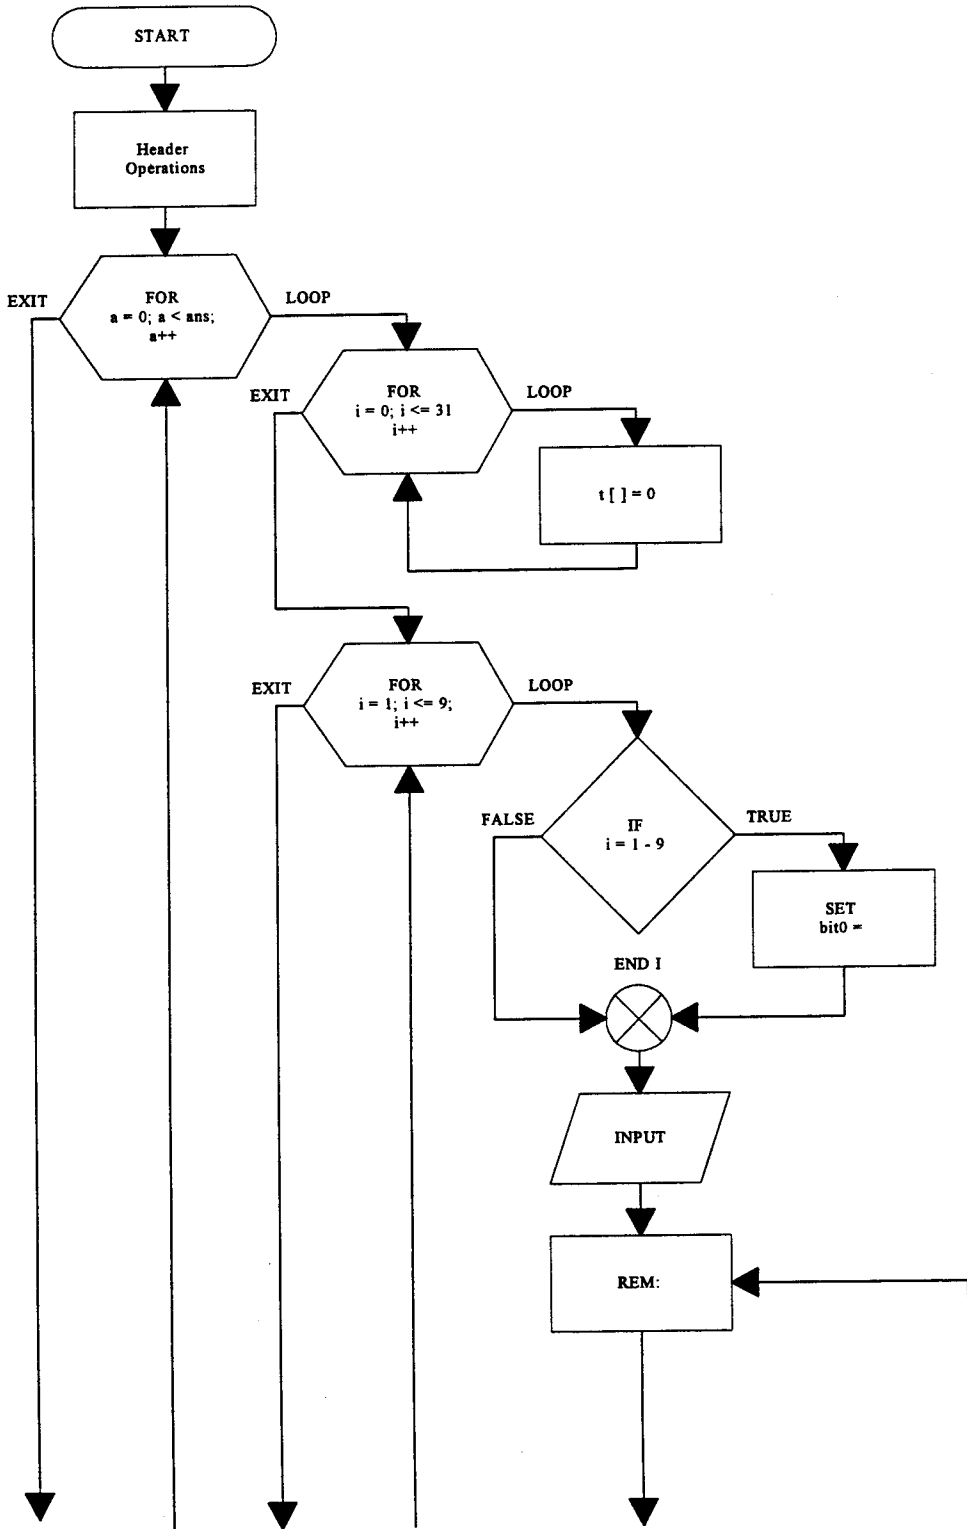 START
Header
Operations
EXIT
FOR
a = 0; a < ans;
a++
LOOP
EXIT
FOR
i = 0; i <= 31
i++
LOOP
t [ ] = 0
EXIT
FOR
i = 1; i <= 9;
i++
LOOP
FALSE
IF
i = 1 - 9
TRUE
SET
bit0 =
END I
INPUT
REM: